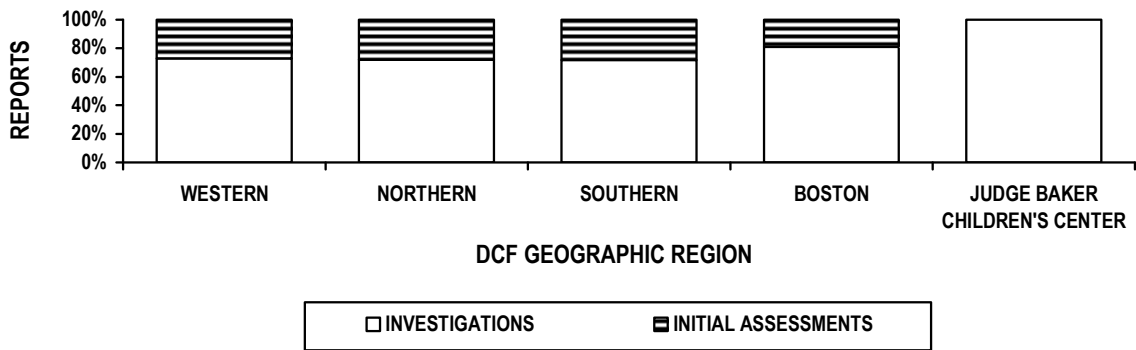 100%
80%
60%
40%
20%
0%
REPORTS
WESTERN
NORTHERN
SOUTHERN
BOSTON
JUDGE BAKER
CHILDREN'S CENTER
DCF GEOGRAPHIC REGION
INVESTIGATIONS
INITIAL ASSESSMENTS